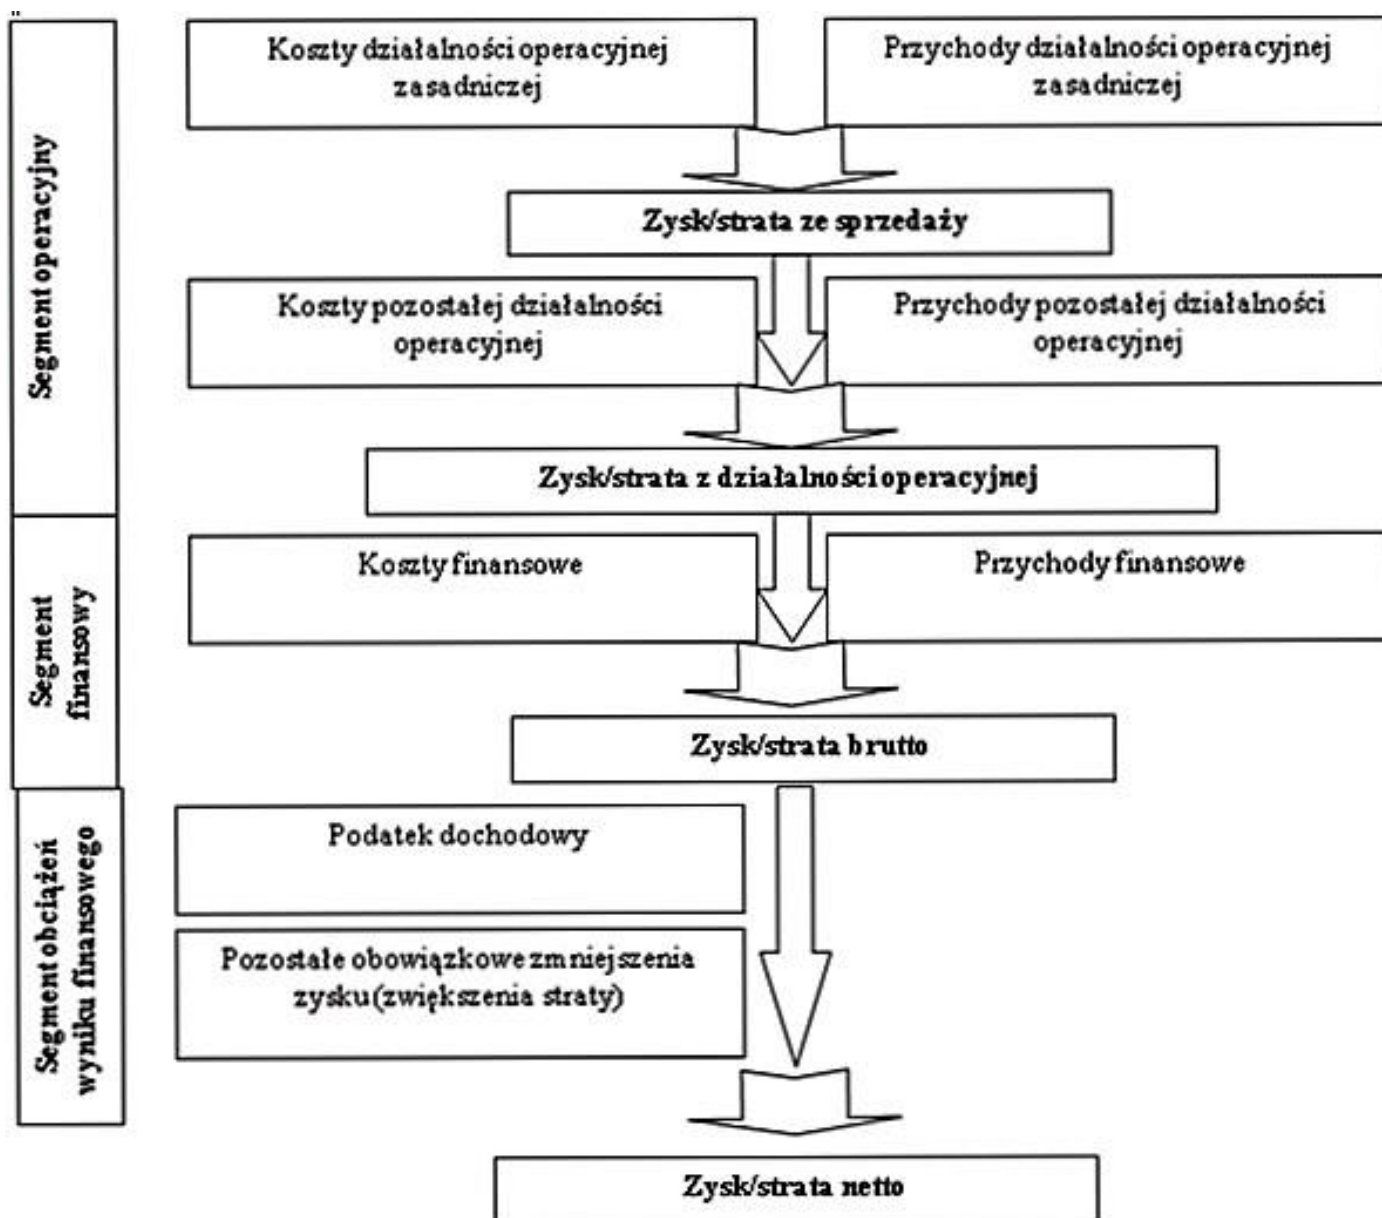 Segment operacyjny
Koszty działalności operacyjnej
zasadniczej
Przychody działalności operacyjnej
zasadniczej
Zysk/strata ze sprzedaży
Koszty pozostałej działalności
operacyjnej
Przychody pozostałej działalności
operacyjnej
Zysk/strata z działalności operacyjnej
Segment
finansowy
Koszty finansowe
Przychody finansowe
Zysk/strata brutto
Segment obciążeń
wyniku finansowego
Podatek dochodowy
Pozostałe obowiązkowe zmniejszenia
zysku (zwiększenia straty)
Zysk/strata netto